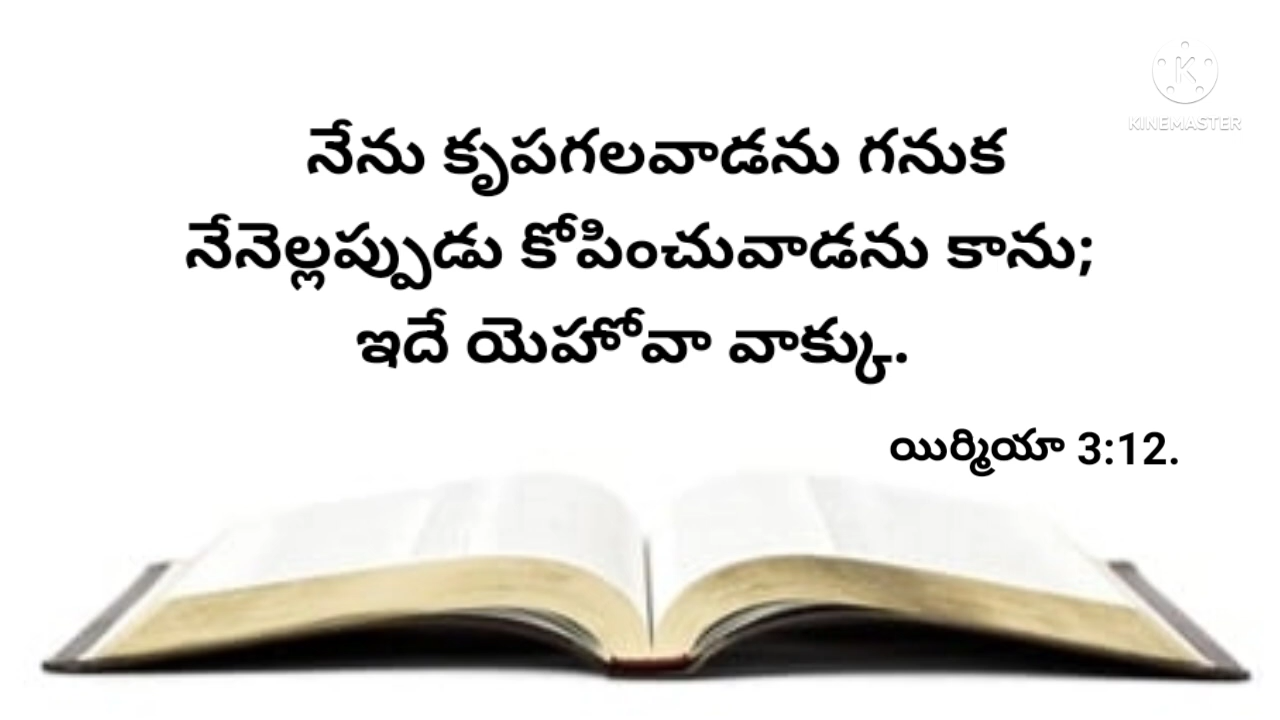 KINEMASTER
నేను కృపగలవాడను గనుక
నేనెల్లప్పుడు కోపించువాడను కాను;
ఇదే యెహోవా వాక్కు.
యిర్మియా 3:12.